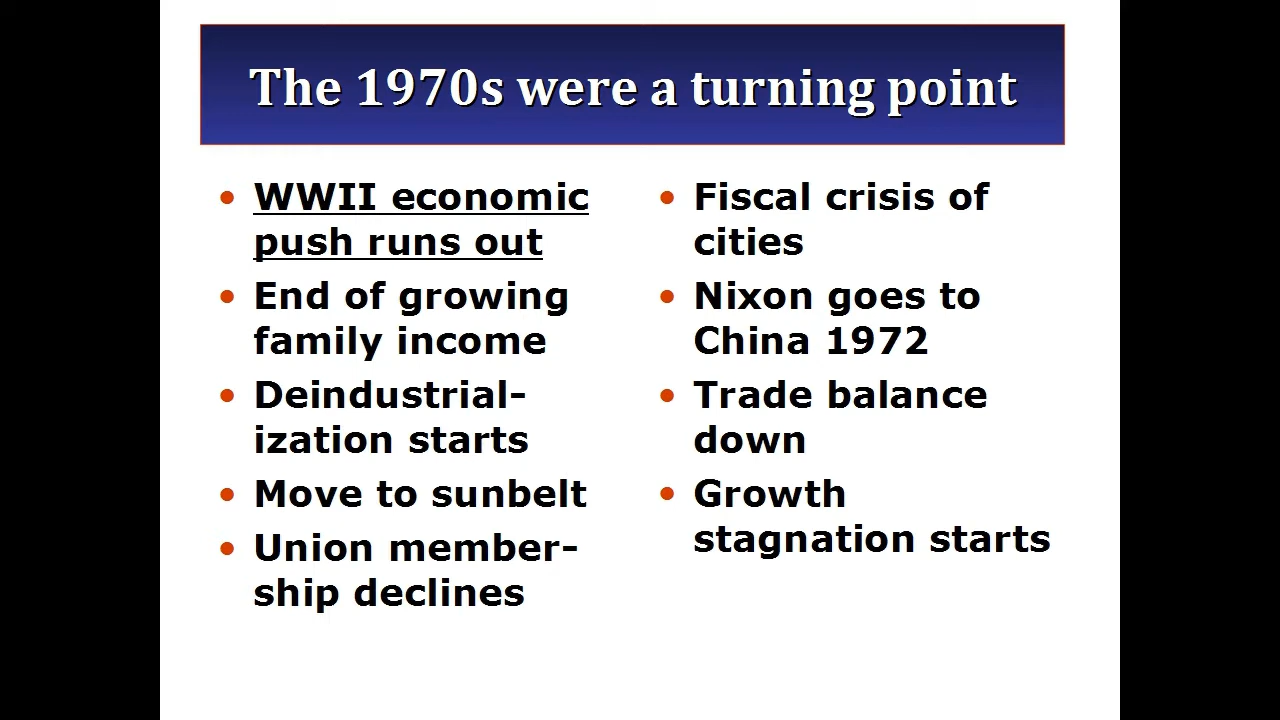 The 1970s were a turning point
• WWII economic
push runs out
• End of growing
family income
• Deindustrial-
ization starts
• Move to sunbelt
• Union member-
ship declines
• Fiscal crisis of
cities
• Nixon goes to
China 1972
• Trade balance
down
• Growth
stagnation starts